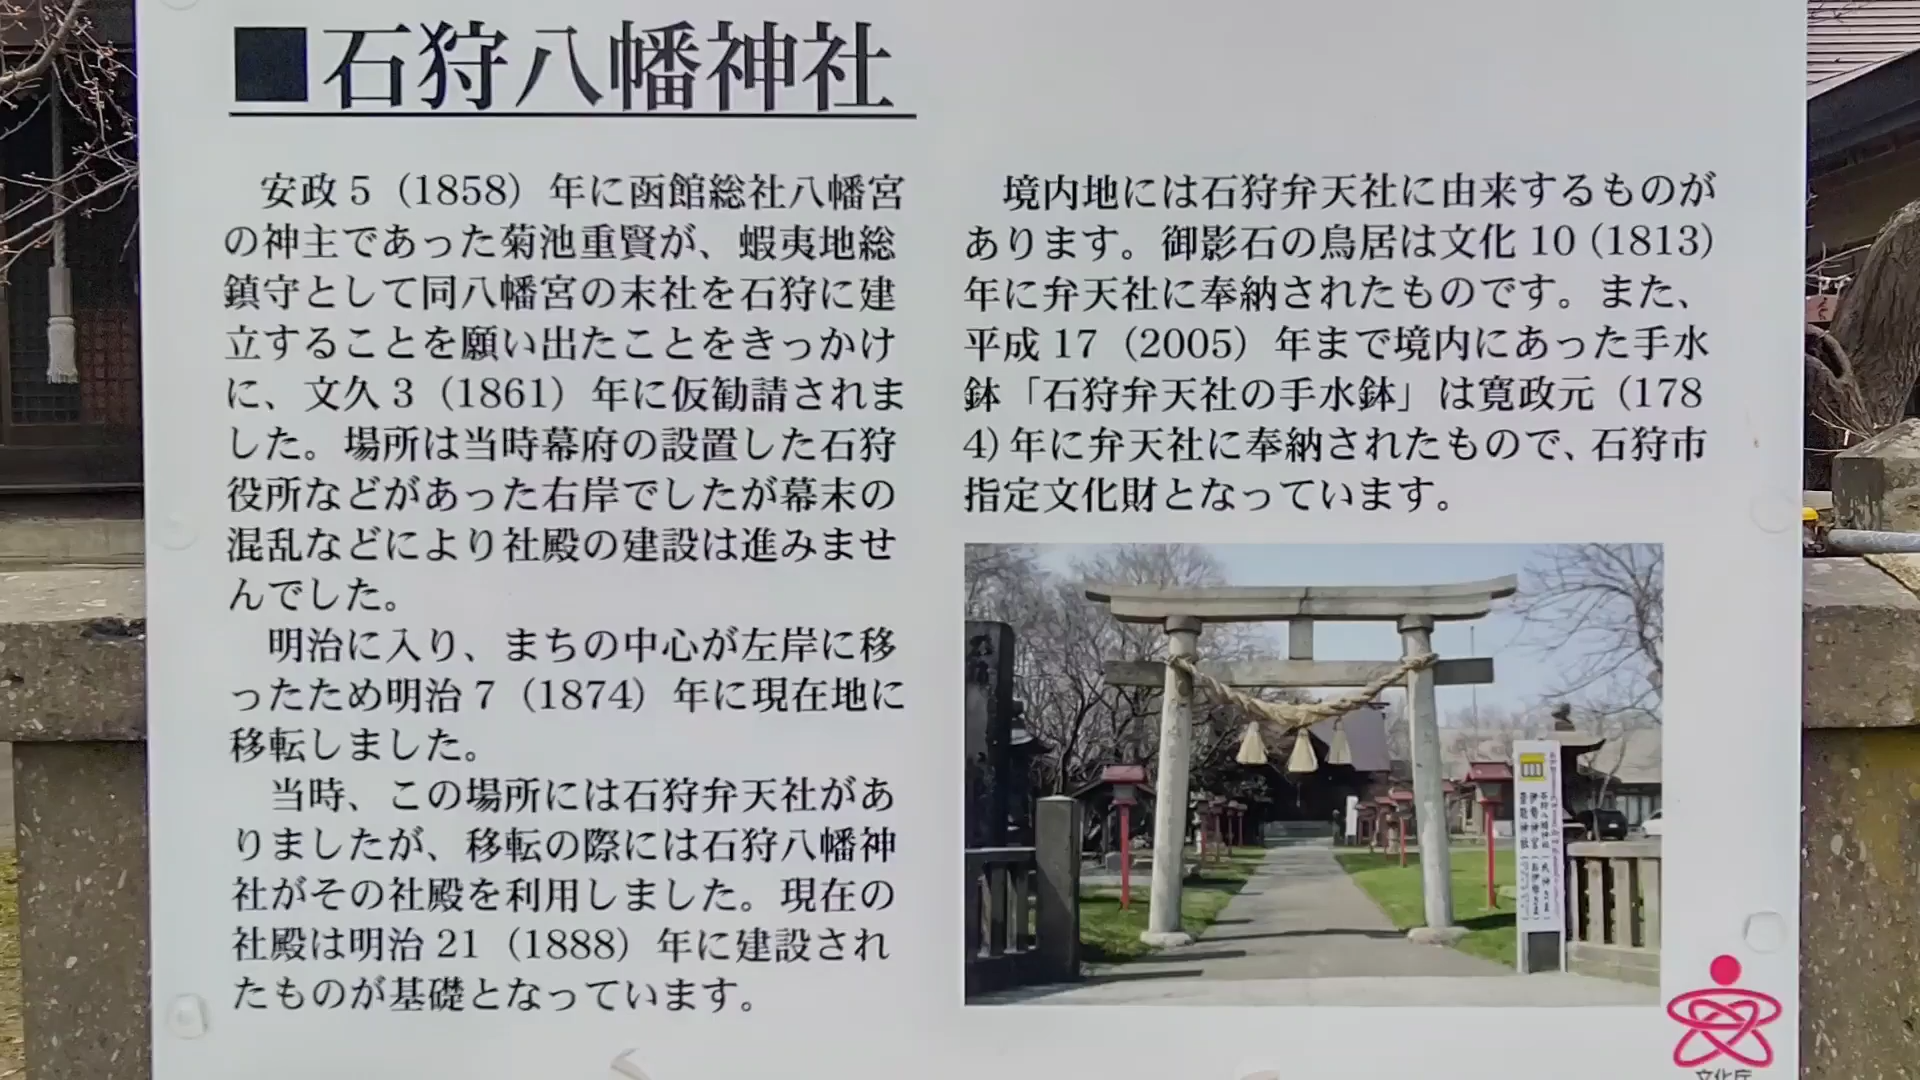 ■石狩八幡神社
安政5（1858）年に函館総社八幡宮
の神主であった菊池重賢が、蝦夷地総
鎮守として同八幡宮の末社を石狩に建
立することを願い出たことをきっかけ
に、文久3（1861）年に仮勧請されま
した。場所は当時幕府の設置した石狩
役所などがあった右岸でしたが幕末の
混乱などにより社殿の建設は進みませ
んでした。
明治に入り、まちの中心が左岸に移
ったため明治7（1874）年に現在地に
移転しました。
当時、この場所には石狩弁天社があ
りましたが、移転の際には石狩八幡神
社がその社殿を利用しました。現在の
社殿は明治21（1888）年に建設され
たものが基礎となっています。
境内地には石狩弁天社に由来するものが
あります。御影石の鳥居は文化10（1813）
年に弁天社に奉納されたものです。また、
平成17（2005）年まで境内にあった手水
鉢「石狩弁天社の手水鉢」は寛政元（178
4）年に弁天社に奉納されたもので、石狩市
指定文化財となっています。
文化庁